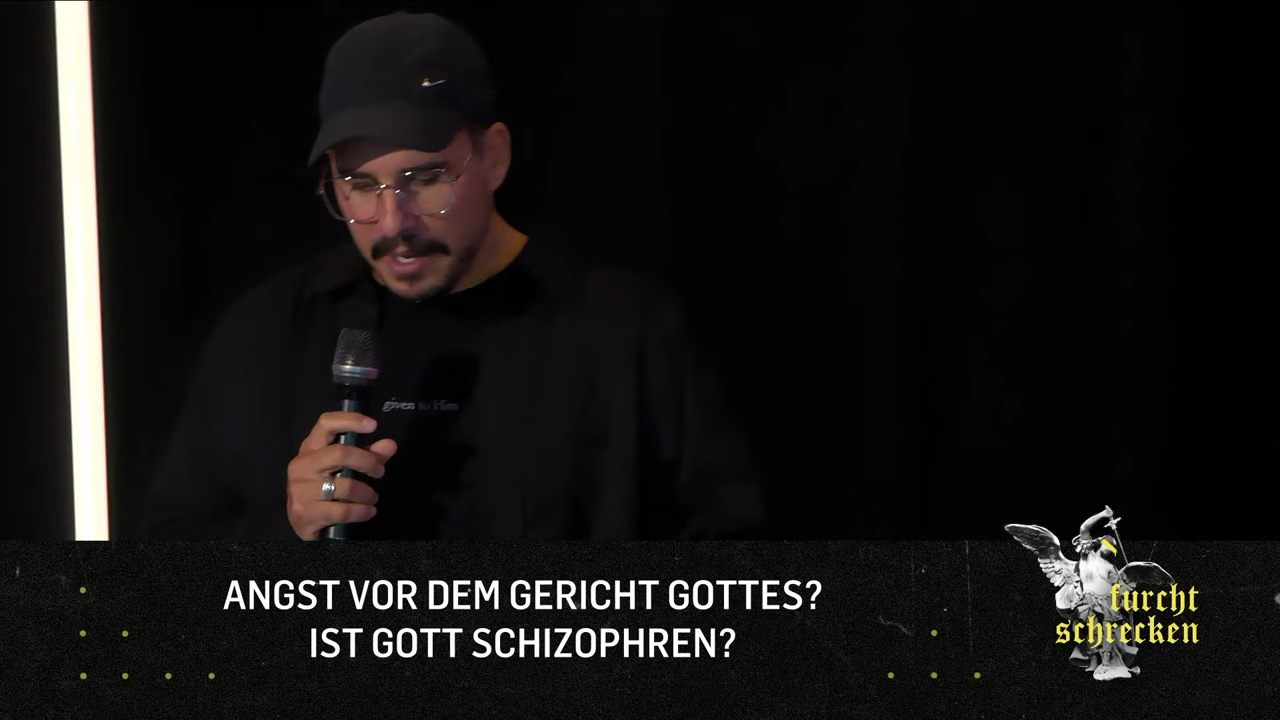 given to Him
ANGST VOR DEM GERICHT GOTTES?
IST GOTT SCHIZOPHREN?
furcht
schrecken